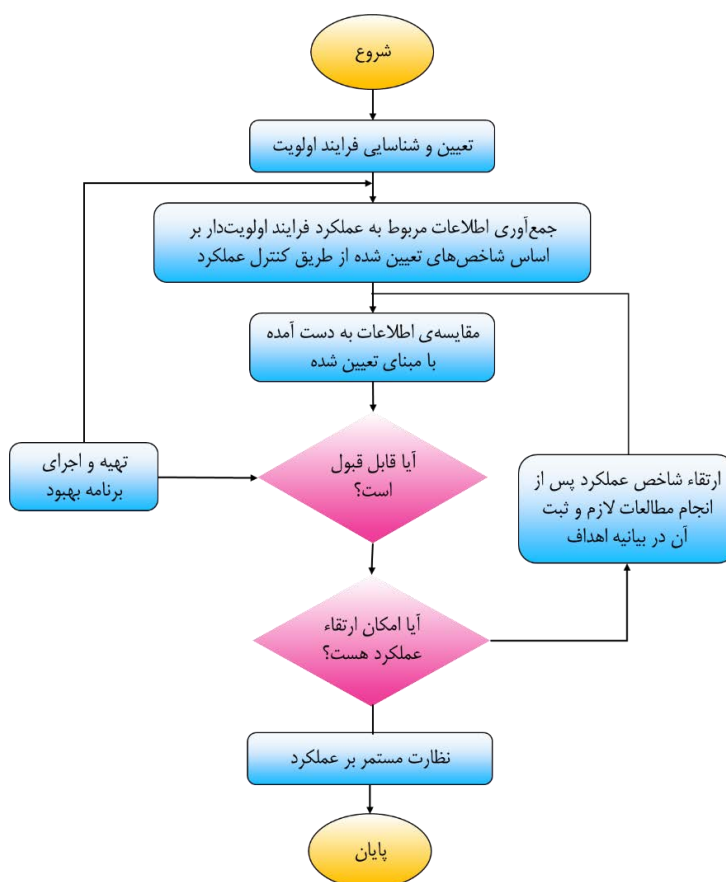 شروع
تعیین و شناسایی فرایند اولویت
جمع‌آوری اطلاعات مربوط به عملکرد فرایند اولویت‌دار بر
اساس شاخص‌های تعیین شده از طریق کنترل عملکرد
مقایسه‌ی اطلاعات به دست آمده
با مبنای تعیین شده
آیا قابل قبول
است؟
تهیه و اجرای
برنامه بهبود
ارتقاء شاخص عملکرد پس از
انجام مطالعات لازم و ثبت
آن در بیانیه اهداف
آیا امکان ارتقاء
عملکرد هست؟
نظارت مستمر بر عملکرد
پایان